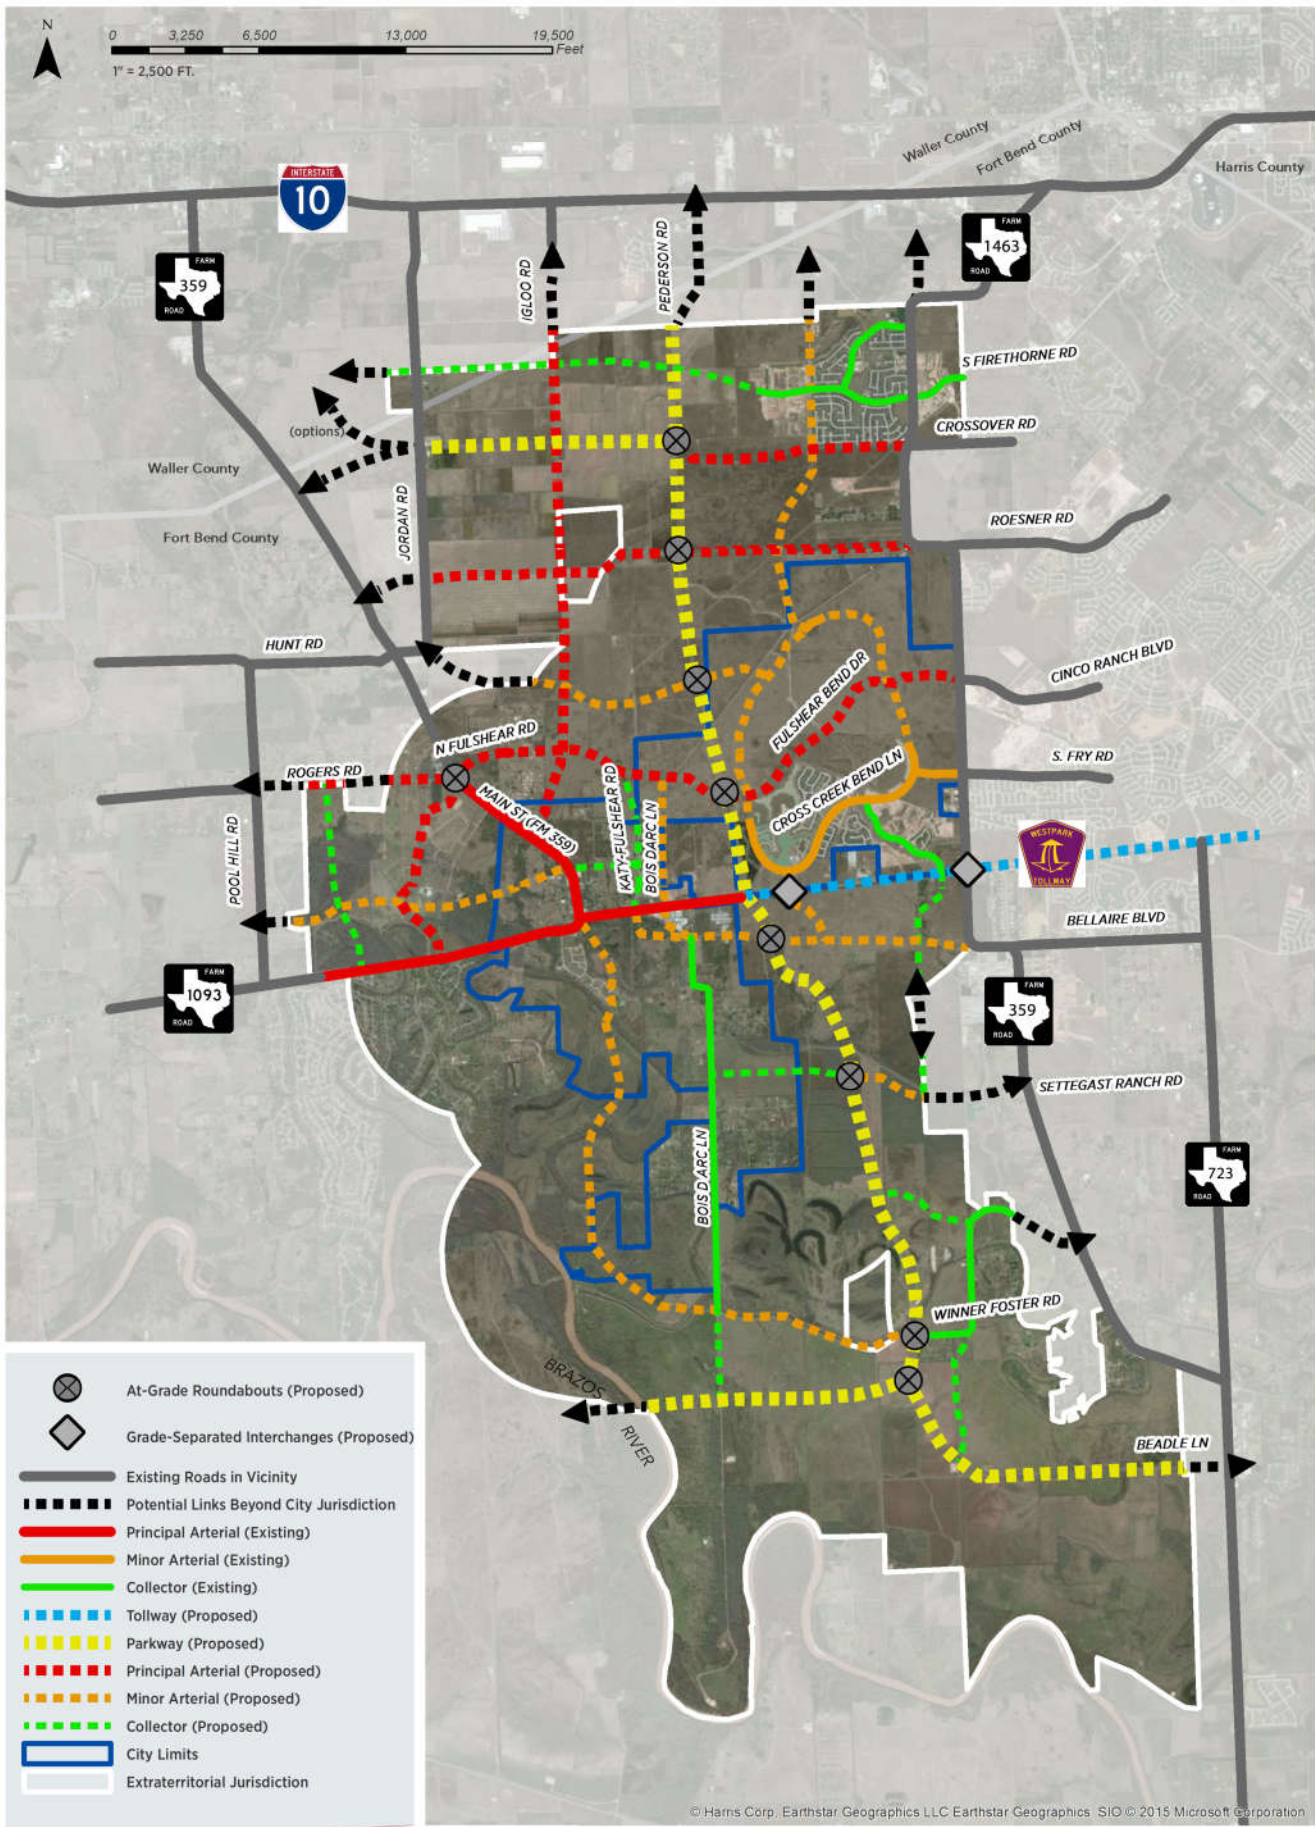 N
0 3,250 6,500 13,000 19,500
Feet
1" = 2,500 FT.
Waller County
Fort Bend County
Harris County
INTERSTATE
10
FARM
359
ROAD
FARM
1463
ROAD
IGLOO RD
PEDERSON RD
S FIRETHORNE RD
CROSSOVER RD
(options)
Waller County
Fort Bend County
JORDAN RD
ROESNER RD
HUNT RD
CINCO RANCH BLVD
FULSHEAR BEND DR
N FULSHEAR RD
S. FRY RD
ROGERS RD
CROSS CREEK BEND LN
MAIN ST (FM 359)
KATY-FULSHEAR RD
BOIS DARC LN
POOL HILL RD
WESTPARK
TOLLWAY
BELLAIRE BLVD
FARM
1093
ROAD
FARM
359
ROAD
SETTEGAST RANCH RD
BOIS D ARC LN
FARM
723
ROAD
WINNER FOSTER RD
BRAZOS
RIVER
BEADLE LN
At-Grade Roundabouts (Proposed)
Grade-Separated Interchanges (Proposed)
Existing Roads in Vicinity
Potential Links Beyond City Jurisdiction
Principal Arterial (Existing)
Minor Arterial (Existing)
Collector (Existing)
Tollway (Proposed)
Parkway (Proposed)
Principal Arterial (Proposed)
Minor Arterial (Proposed)
Collector (Proposed)
City Limits
Extraterritorial Jurisdiction
© Harris Corp, Earthstar Geographics LLC Earthstar Geographics SIO © 2015 Microsoft Corporation